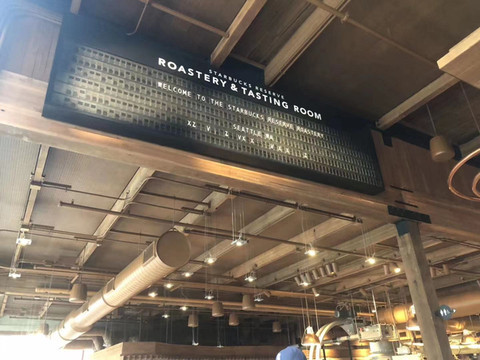 STARBUCKS RESERVE
ROASTERY & TASTING ROOM
WELCOME TO THE STARBUCKS RESERVE ROASTERY
SEATTLE